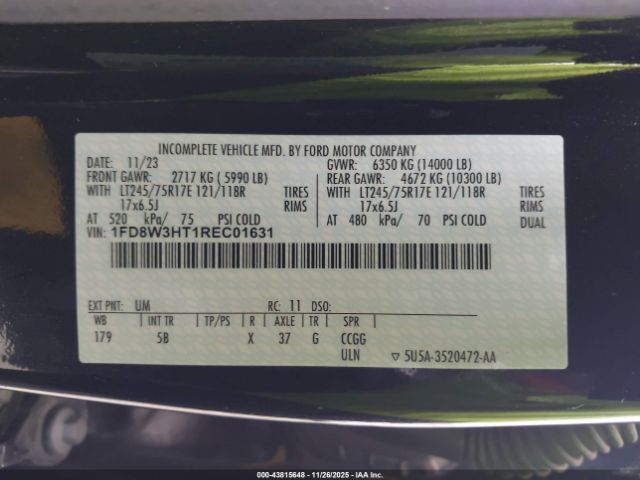 INCOMPLETE VEHICLE MFD. BY FORD MOTOR COMPANY
DATE: 11/23 GVWR: 6350 KG (14000 LB)
FRONT GAWR: 2717 KG ( 5990 LB) REAR GAWR: 4672 KG (10300 LB)
WITH LT245/75R17E 121/118R TIRES WITH LT245/75R17E 121/118R TIRES
17x6.5J RIMS 17x6.5J RIMS
AT 520 kPa/ 75 PSI COLD AT 480 kPa/ 70 PSI COLD DUAL
VIN: 1FD8W3HT1REC01631
EXT PNT: UM RC: 11 DSO:
WB INT TR TP/PS R AXLE TR SPR
179 5B X 37 G CCGG
ULN ▽ 5U5A-3520472-AA
000-43815648 - 11/26/2025 - IAA Inc.